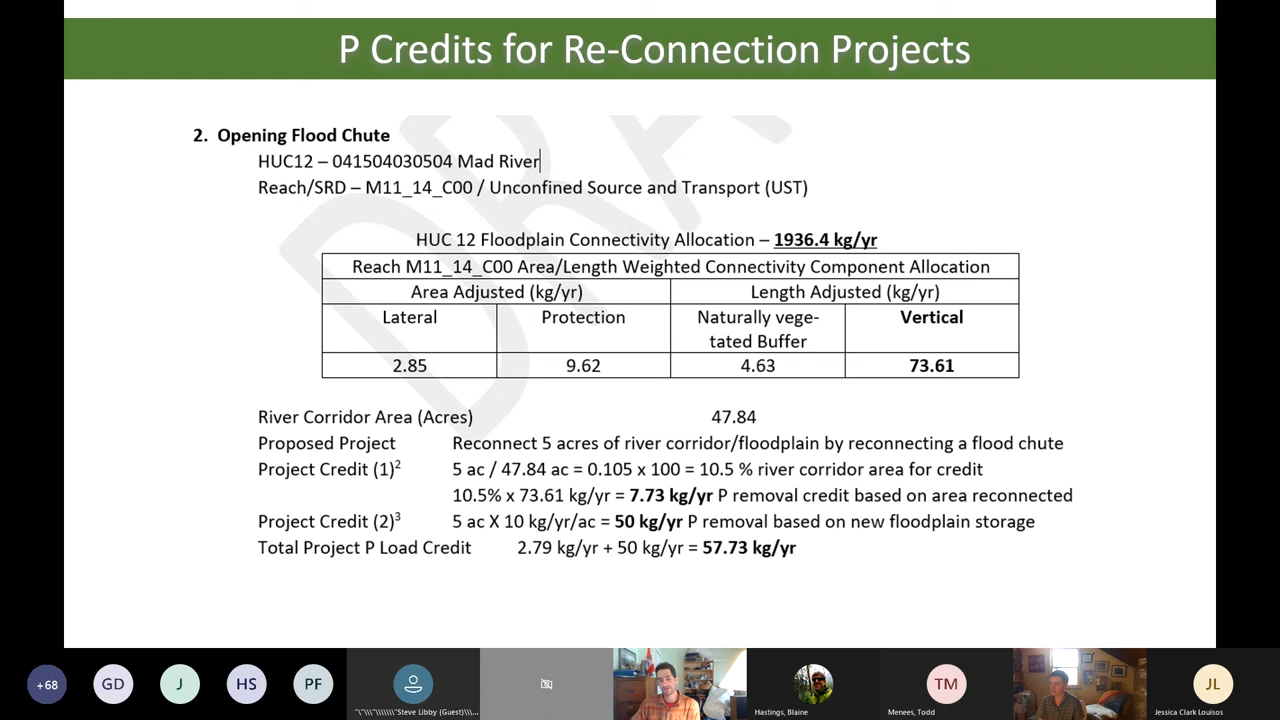 P Credits for Re-Connection Projects
2. Opening Flood Chute
HUC12 – 041504030504 Mad River
Reach/SRD – M11_14_C00 / Unconfined Source and Transport (UST)
HUC 12 Floodplain Connectivity Allocation – 1936.4 kg/yr
Reach M11_14_C00 Area/Length Weighted Connectivity Component Allocation
Area Adjusted (kg/yr) Length Adjusted (kg/yr)
Lateral Protection Naturally vege- Vertical
tated Buffer
2.85 9.62 4.63 73.61
River Corridor Area (Acres) 47.84
Proposed Project Reconnect 5 acres of river corridor/floodplain by reconnecting a flood chute
Project Credit (1)2 5 ac / 47.84 ac = 0.105 x 100 = 10.5 % river corridor area for credit
10.5% x 73.61 kg/yr = 7.73 kg/yr P removal credit based on area reconnected
Project Credit (2)3 5 ac X 10 kg/yr/ac = 50 kg/yr P removal based on new floodplain storage
Total Project P Load Credit 2.79 kg/yr + 50 kg/yr = 57.73 kg/yr
DRA
+68 GD J HS PF TM JL
"\\"\\\"\\\\\\\"Steve Libby (Guest) Hastings, Blaine Menees, Todd Jessica Clark Louisos